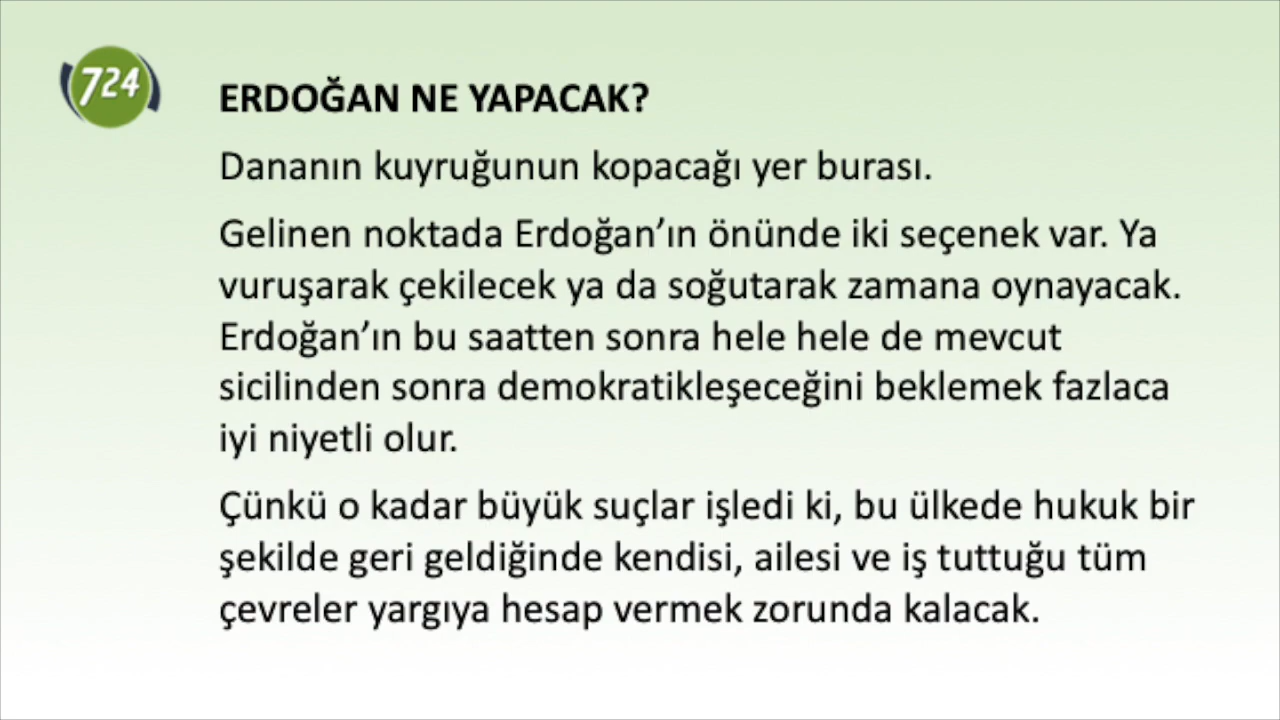 724
ERDOĞAN NE YAPACAK?
Dananın kuyruğunun kopacağı yer burası.
Gelinen noktada Erdoğan’ın önünde iki seçenek var. Ya
vuruşarak çekilecek ya da soğutarak zamana oynayacak.
Erdoğan’ın bu saatten sonra hele hele de mevcut
sicilinden sonra demokratikleşeceğini beklemek fazlaca
iyi niyetli olur.
Çünkü o kadar büyük suçlar işledi ki, bu ülkede hukuk bir
şekilde geri geldiğinde kendisi, ailesi ve iş tuttuğu tüm
çevreler yargıya hesap vermek zorunda kalacak.